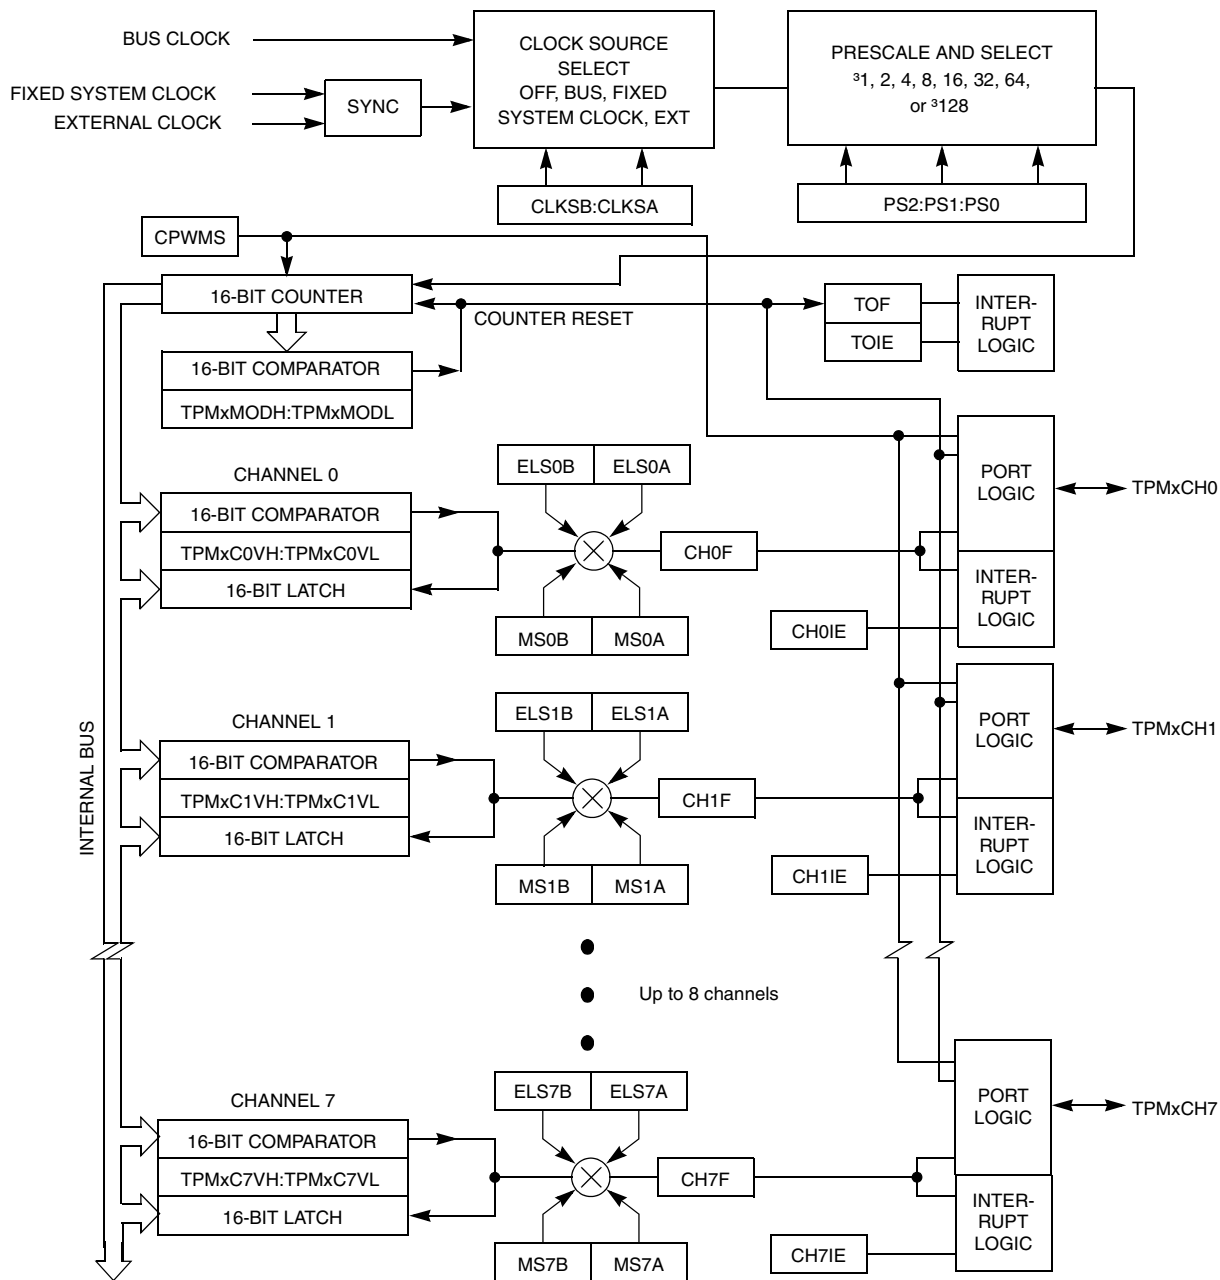 BUS CLOCK
FIXED SYSTEM CLOCK
EXTERNAL CLOCK
SYNC
CLOCK SOURCE
SELECT
OFF, BUS, FIXED
SYSTEM CLOCK, EXT
PRESCALE AND SELECT
³1, 2, 4, 8, 16, 32, 64,
or ³128
CLKSB:CLKSA
PS2:PS1:PS0
CPWMS
16-BIT COUNTER
COUNTER RESET
TOF
TOIE
INTER-
RUPT
LOGIC
16-BIT COMPARATOR
TPMxMODH:TPMxMODL
CHANNEL 0
16-BIT COMPARATOR
TPMxC0VH:TPMxC0VL
16-BIT LATCH
ELS0B
ELS0A
MS0B
MS0A
CH0F
CH0IE
PORT
LOGIC
INTER-
RUPT
LOGIC
TPMxCH0
INTERNAL BUS
CHANNEL 1
16-BIT COMPARATOR
TPMxC1VH:TPMxC1VL
16-BIT LATCH
ELS1B
ELS1A
MS1B
MS1A
CH1F
CH1IE
PORT
LOGIC
INTER-
RUPT
LOGIC
TPMxCH1
Up to 8 channels
CHANNEL 7
16-BIT COMPARATOR
TPMxC7VH:TPMxC7VL
16-BIT LATCH
ELS7B
ELS7A
MS7B
MS7A
CH7F
CH7IE
PORT
LOGIC
INTER-
RUPT
LOGIC
TPMxCH7